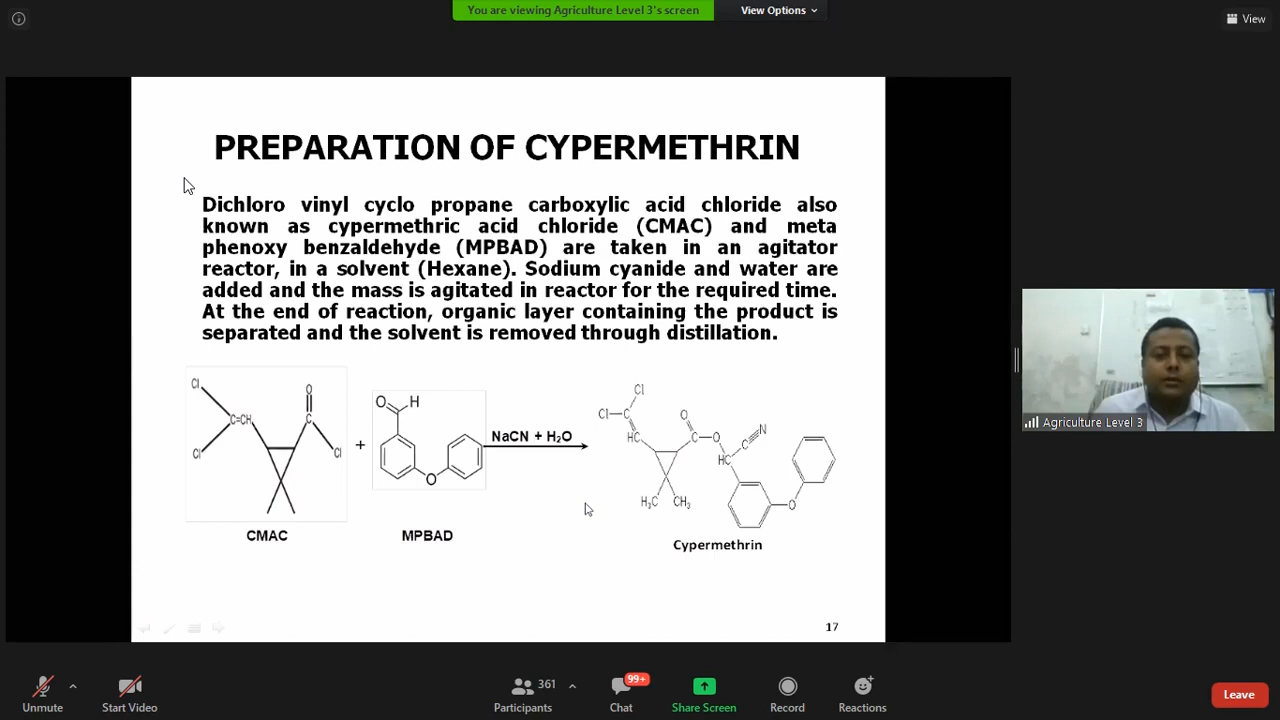 You are viewing Agriculture Level 3's screen
View Options
View
PREPARATION OF CYPERMETHRIN
Dichloro vinyl cyclo propane carboxylic acid chloride also
known as cypermethric acid chloride (CMAC) and meta
phenoxy benzaldehyde (MPBAD) are taken in an agitator
reactor, in a solvent (Hexane). Sodium cyanide and water are
added and the mass is agitated in reactor for the required time.
At the end of reaction, organic layer containing the product is
separated and the solvent is removed through distillation.
Cl
O
C=CH
C
Cl
Cl
CMAC
+
O
H
O
MPBAD
NaCN + H₂O
Cl
Cl
C
HC
O
C
O
C
N
HC
H₃C
CH₃
O
Cypermethrin
17
Agriculture Level 3
Unmute
Start Video
361
Participants
99+
Chat
Share Screen
Record
Reactions
Leave